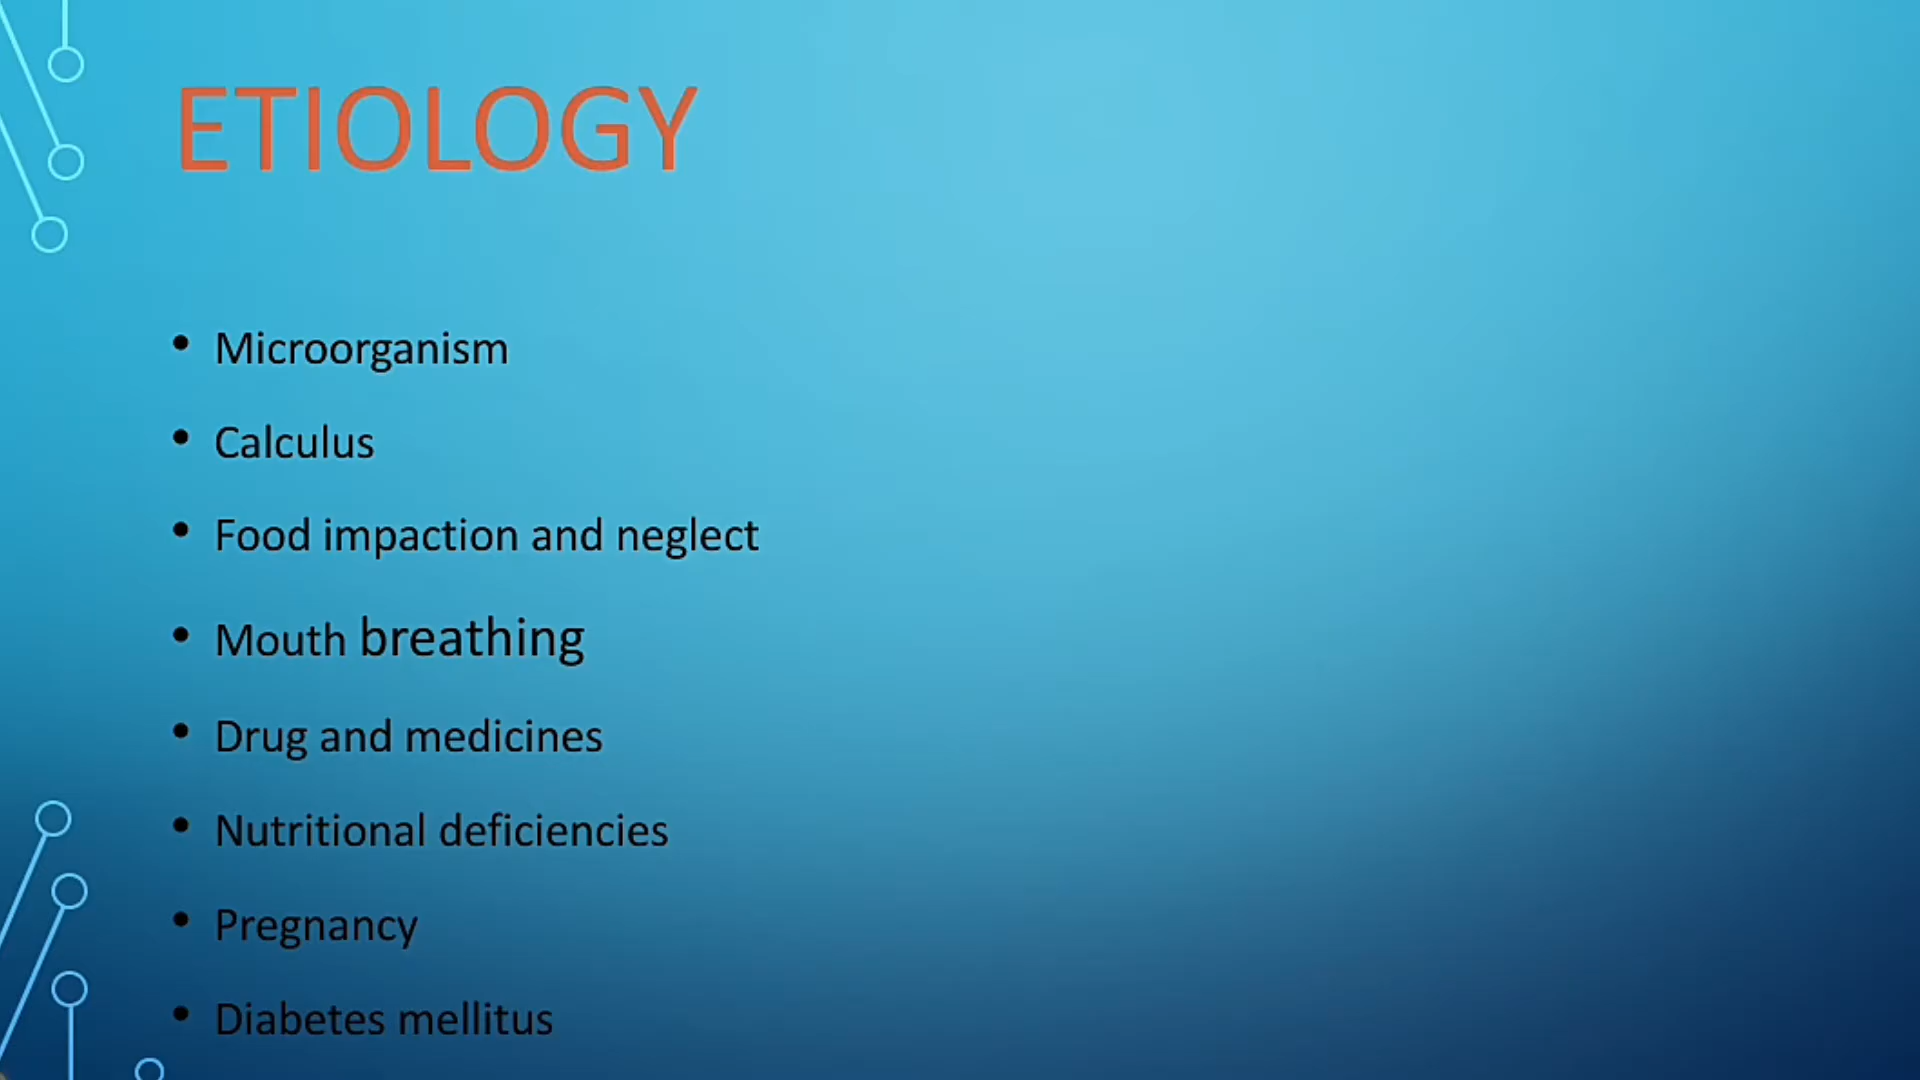 ETIOLOGY
• Microorganism
• Calculus
• Food impaction and neglect
• Mouth breathing
• Drug and medicines
• Nutritional deficiencies
• Pregnancy
• Diabetes mellitus